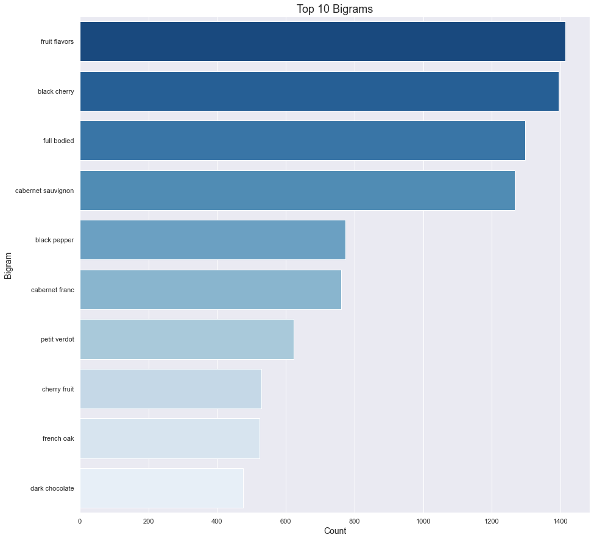 Top 10 Bigrams
fruit flavors
black cherry
full bodied
cabernet sauvignon
black pepper
cabernet franc
petit verdot
cherry fruit
french oak
dark chocolate
Bigram
0 200 400 600 800 1000 1200 1400
Count